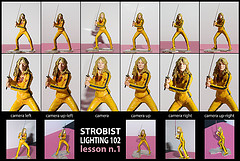 camera left
camera up-left
camera
camera up
camera right
camera up-right
STROBIST
LIGHTING 102
lesson n.1